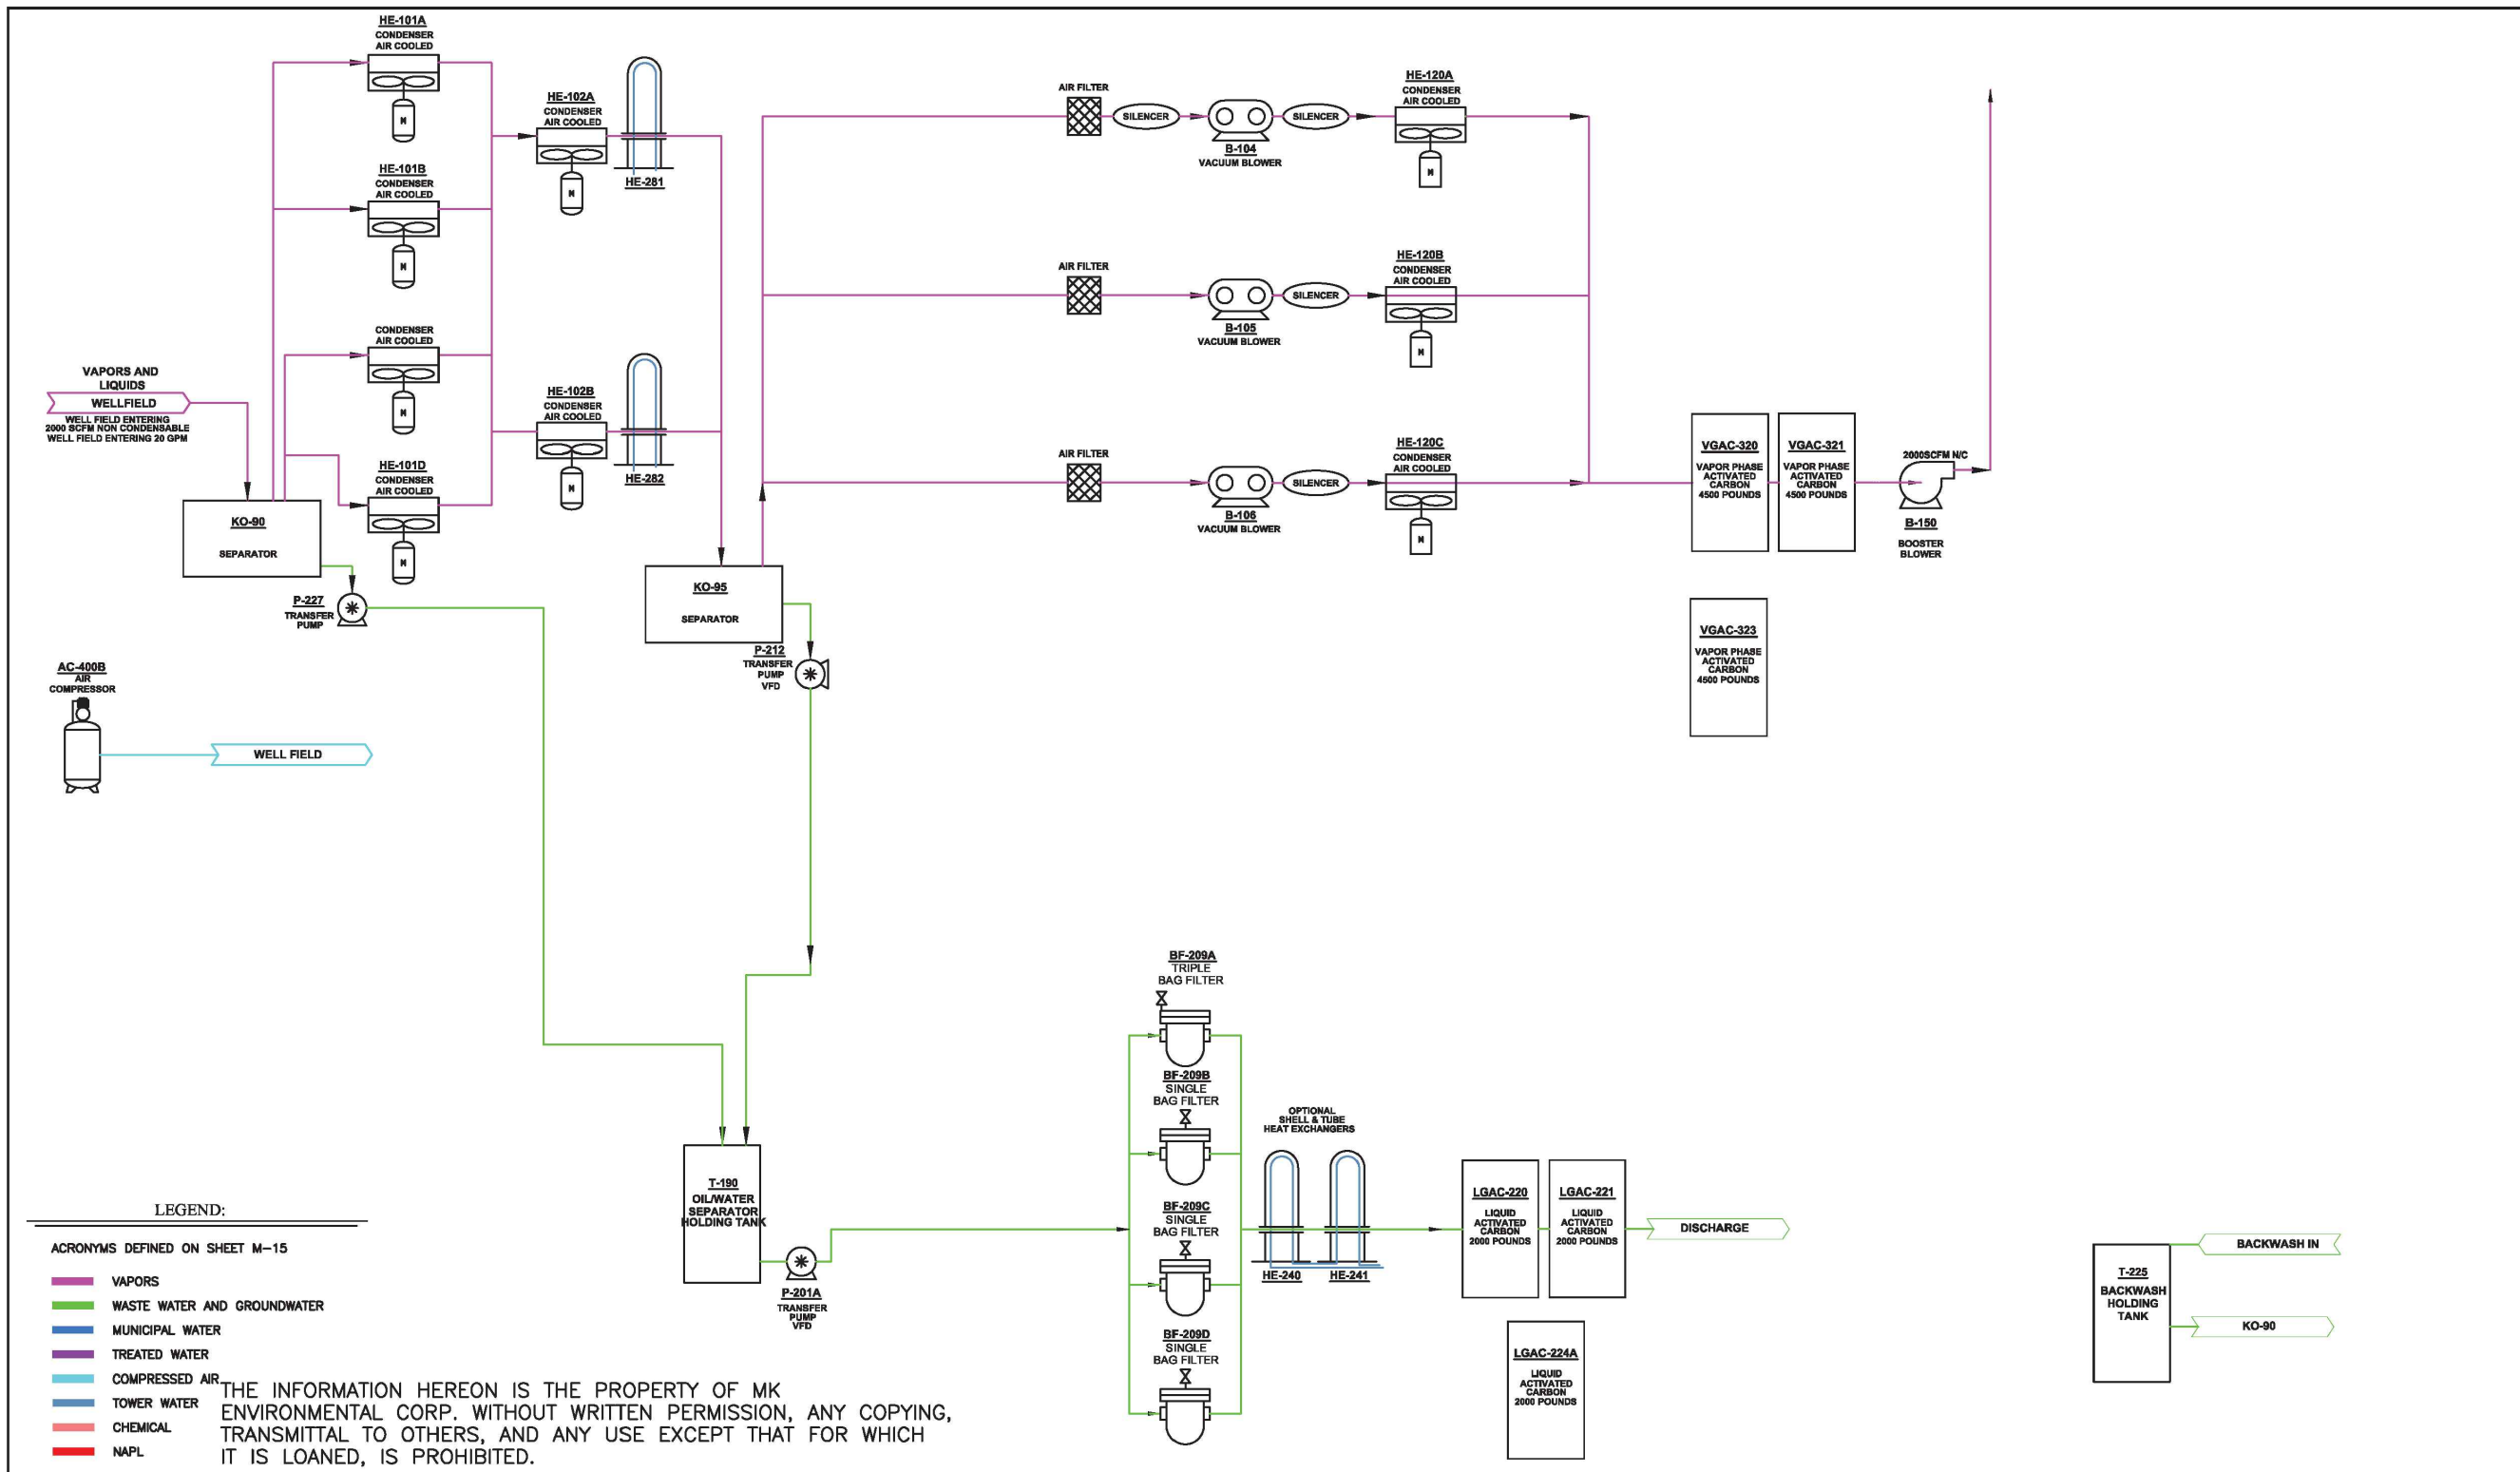 HE-101A
CONDENSER
AIR COOLED
M
HE-101B
CONDENSER
AIR COOLED
M
CONDENSER
AIR COOLED
M
HE-101D
CONDENSER
AIR COOLED
M
HE-102A
CONDENSER
AIR COOLED
M
HE-281
HE-102B
CONDENSER
AIR COOLED
M
HE-282
VAPORS AND
LIQUIDS
WELLFIELD
WELL FIELD ENTERING
2000 SCFM NON CONDENSABLE
WELL FIELD ENTERING 20 GPM
KO-90
SEPARATOR
P-227
TRANSFER
PUMP
AC-400B
AIR
COMPRESSOR
WELL FIELD
KO-95
SEPARATOR
P-212
TRANSFER
PUMP
VFD
AIR FILTER
SILENCER
B-104
VACUUM BLOWER
SILENCER
HE-120A
CONDENSER
AIR COOLED
M
AIR FILTER
B-105
VACUUM BLOWER
SILENCER
HE-120B
CONDENSER
AIR COOLED
M
AIR FILTER
B-106
VACUUM BLOWER
SILENCER
HE-120C
CONDENSER
AIR COOLED
M
VGAC-320
VAPOR PHASE
ACTIVATED
CARBON
4500 POUNDS
VGAC-321
VAPOR PHASE
ACTIVATED
CARBON
4500 POUNDS
2000SCFM N/C
B-150
BOOSTER
BLOWER
VGAC-323
VAPOR PHASE
ACTIVATED
CARBON
4500 POUNDS
T-190
OIL/WATER
SEPARATOR
HOLDING TANK
P-201A
TRANSFER
PUMP
VFD
BF-209A
TRIPLE
BAG FILTER
BF-209B
SINGLE
BAG FILTER
BF-209C
SINGLE
BAG FILTER
BF-209D
SINGLE
BAG FILTER
OPTIONAL
SHELL & TUBE
HEAT EXCHANGERS
HE-240
HE-241
LGAC-220
LIQUID
ACTIVATED
CARBON
2000 POUNDS
LGAC-221
LIQUID
ACTIVATED
CARBON
2000 POUNDS
DISCHARGE
LGAC-224A
LIQUID
ACTIVATED
CARBON
2000 POUNDS
T-225
BACKWASH
HOLDING
TANK
BACKWASH IN
KO-90
LEGEND:
ACRONYMS DEFINED ON SHEET M-15
VAPORS
WASTE WATER AND GROUNDWATER
MUNICIPAL WATER
TREATED WATER
COMPRESSED AIR
TOWER WATER
CHEMICAL
NAPL
THE INFORMATION HEREON IS THE PROPERTY OF MK
ENVIRONMENTAL CORP. WITHOUT WRITTEN PERMISSION, ANY COPYING,
TRANSMITTAL TO OTHERS, AND ANY USE EXCEPT THAT FOR WHICH
IT IS LOANED, IS PROHIBITED.